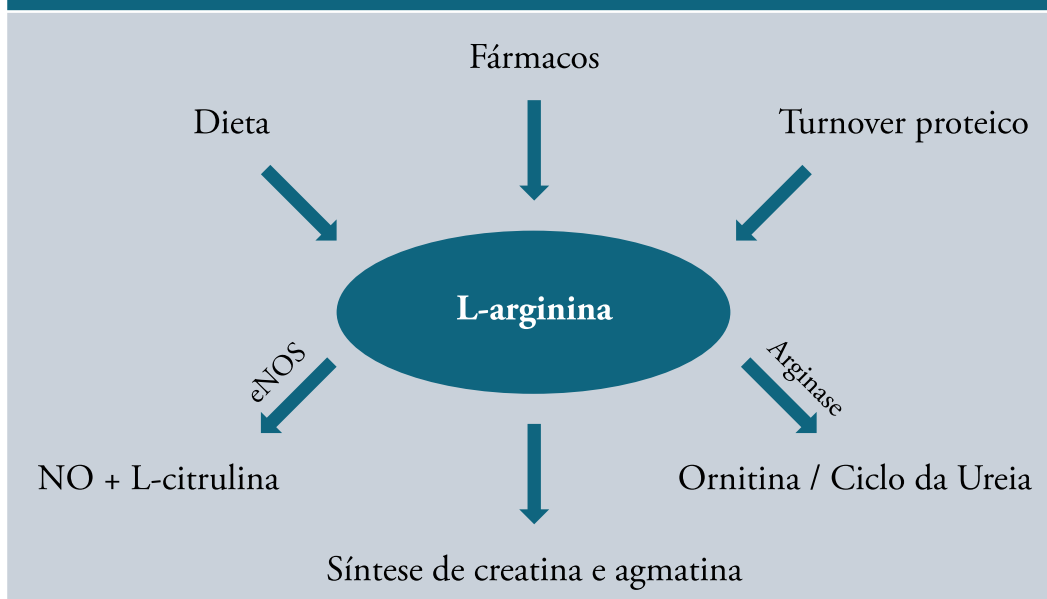 Fármacos
Dieta
Turnover proteico
L-arginina
eNOS
Arginase
NO + L-citrulina
Ornitina / Ciclo da Ureia
Síntese de creatina e agmatina